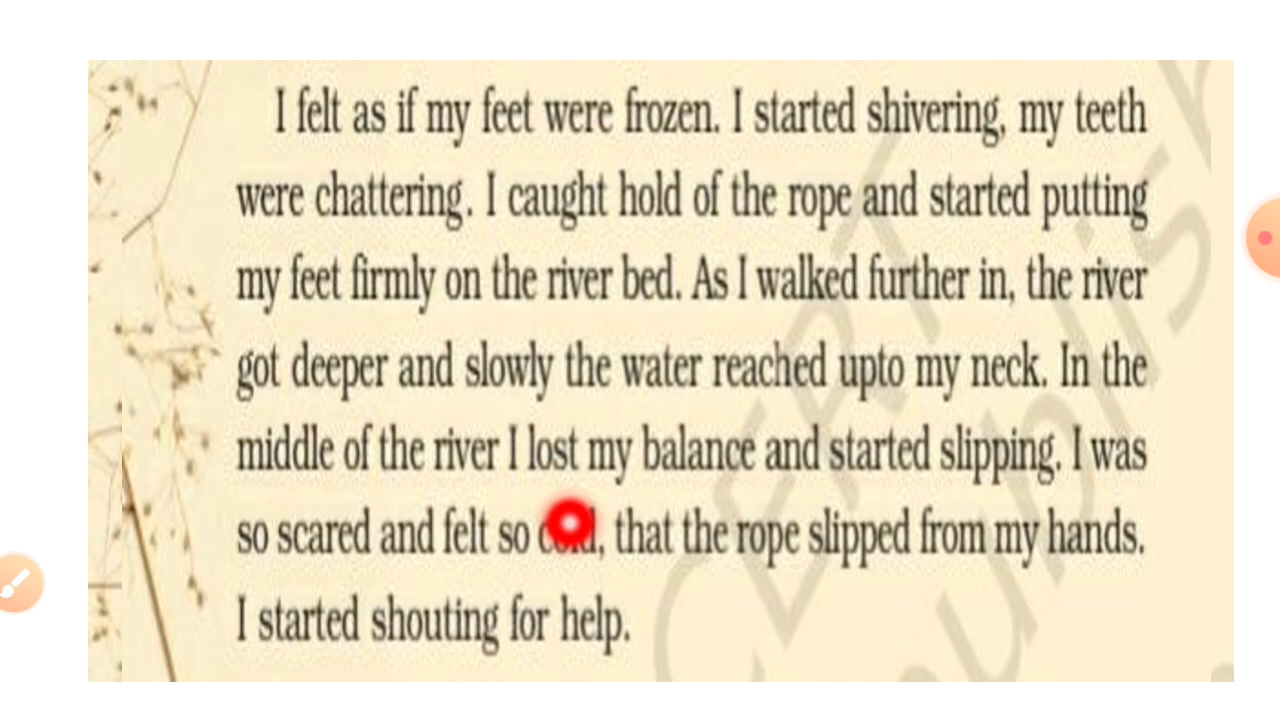 I felt as if my feet were frozen. I started shivering, my teeth
were chattering. I caught hold of the rope and started putting
my feet firmly on the river bed. As I walked further in, the river
got deeper and slowly the water reached upto my neck. In the
middle of the river I lost my balance and started slipping. I was
so scared and felt so cold, that the rope slipped from my hands.
I started shouting for help.